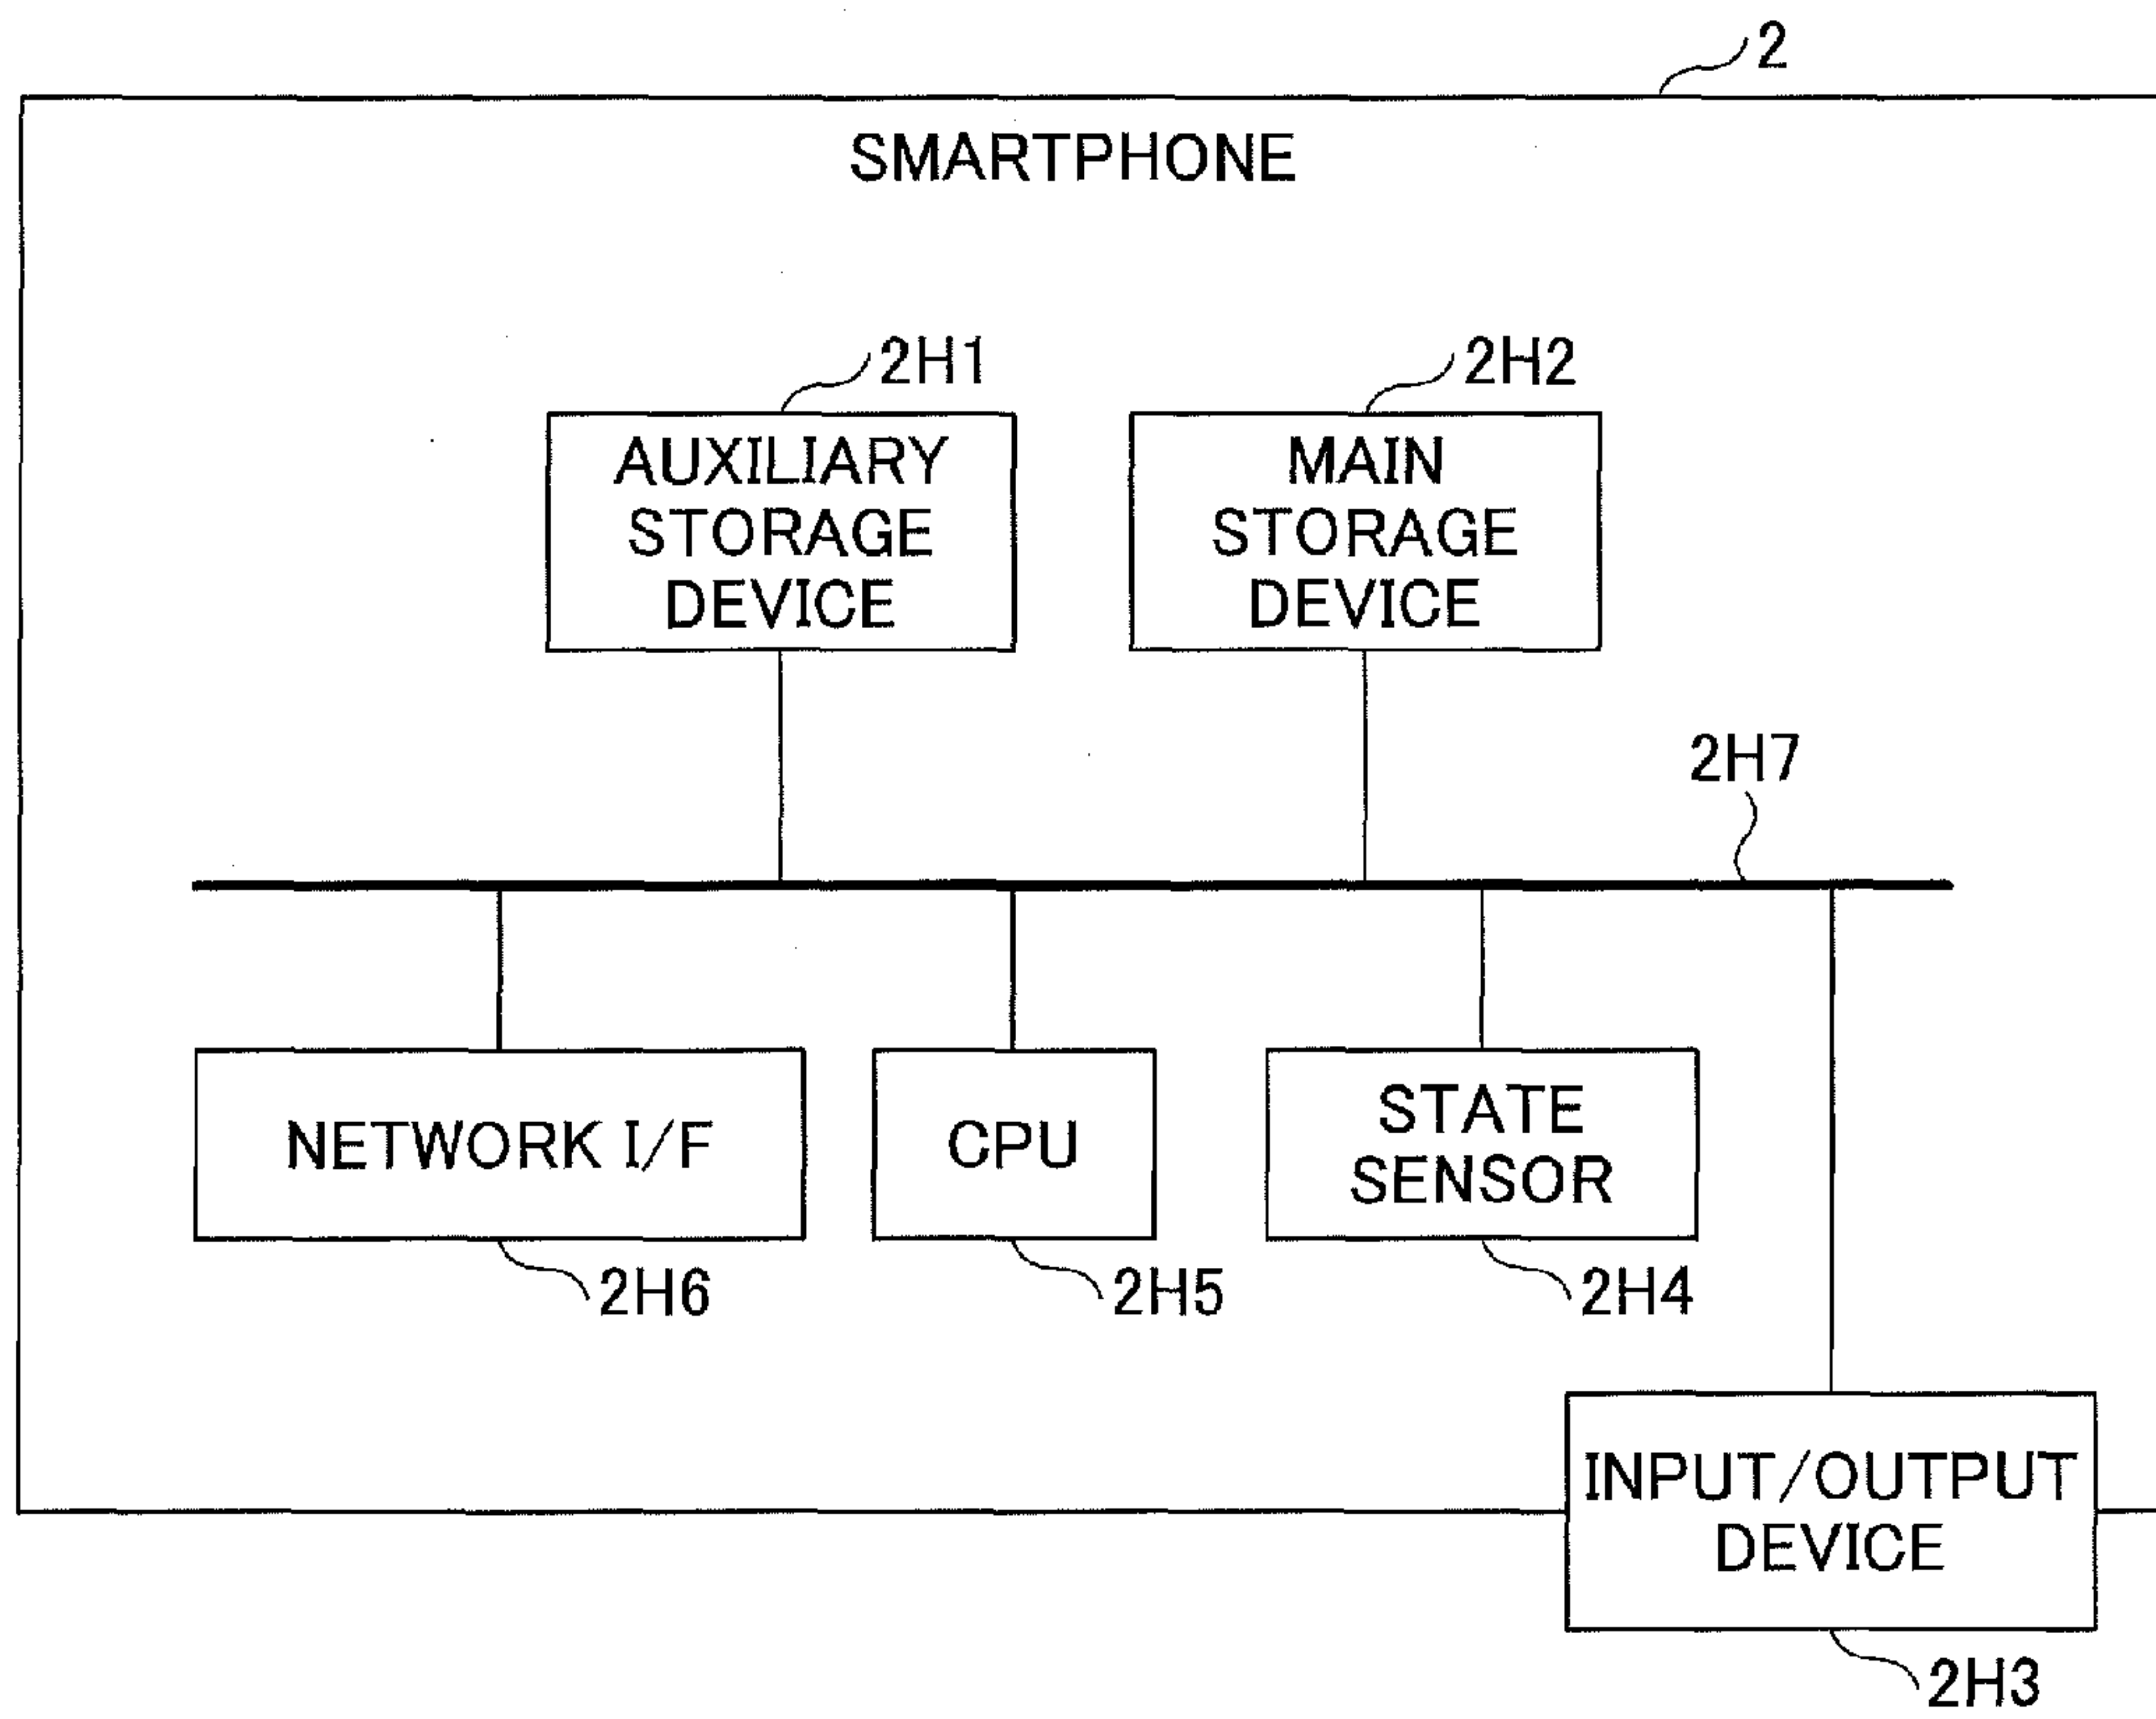 2
SMARTPHONE
2H1
2H2
AUXILIARY
STORAGE
DEVICE
MAIN
STORAGE
DEVICE
2H7
NETWORK I/F
CPU
STATE
SENSOR
2H6
2H5
2H4
INPUT/OUTPUT
DEVICE
2H3